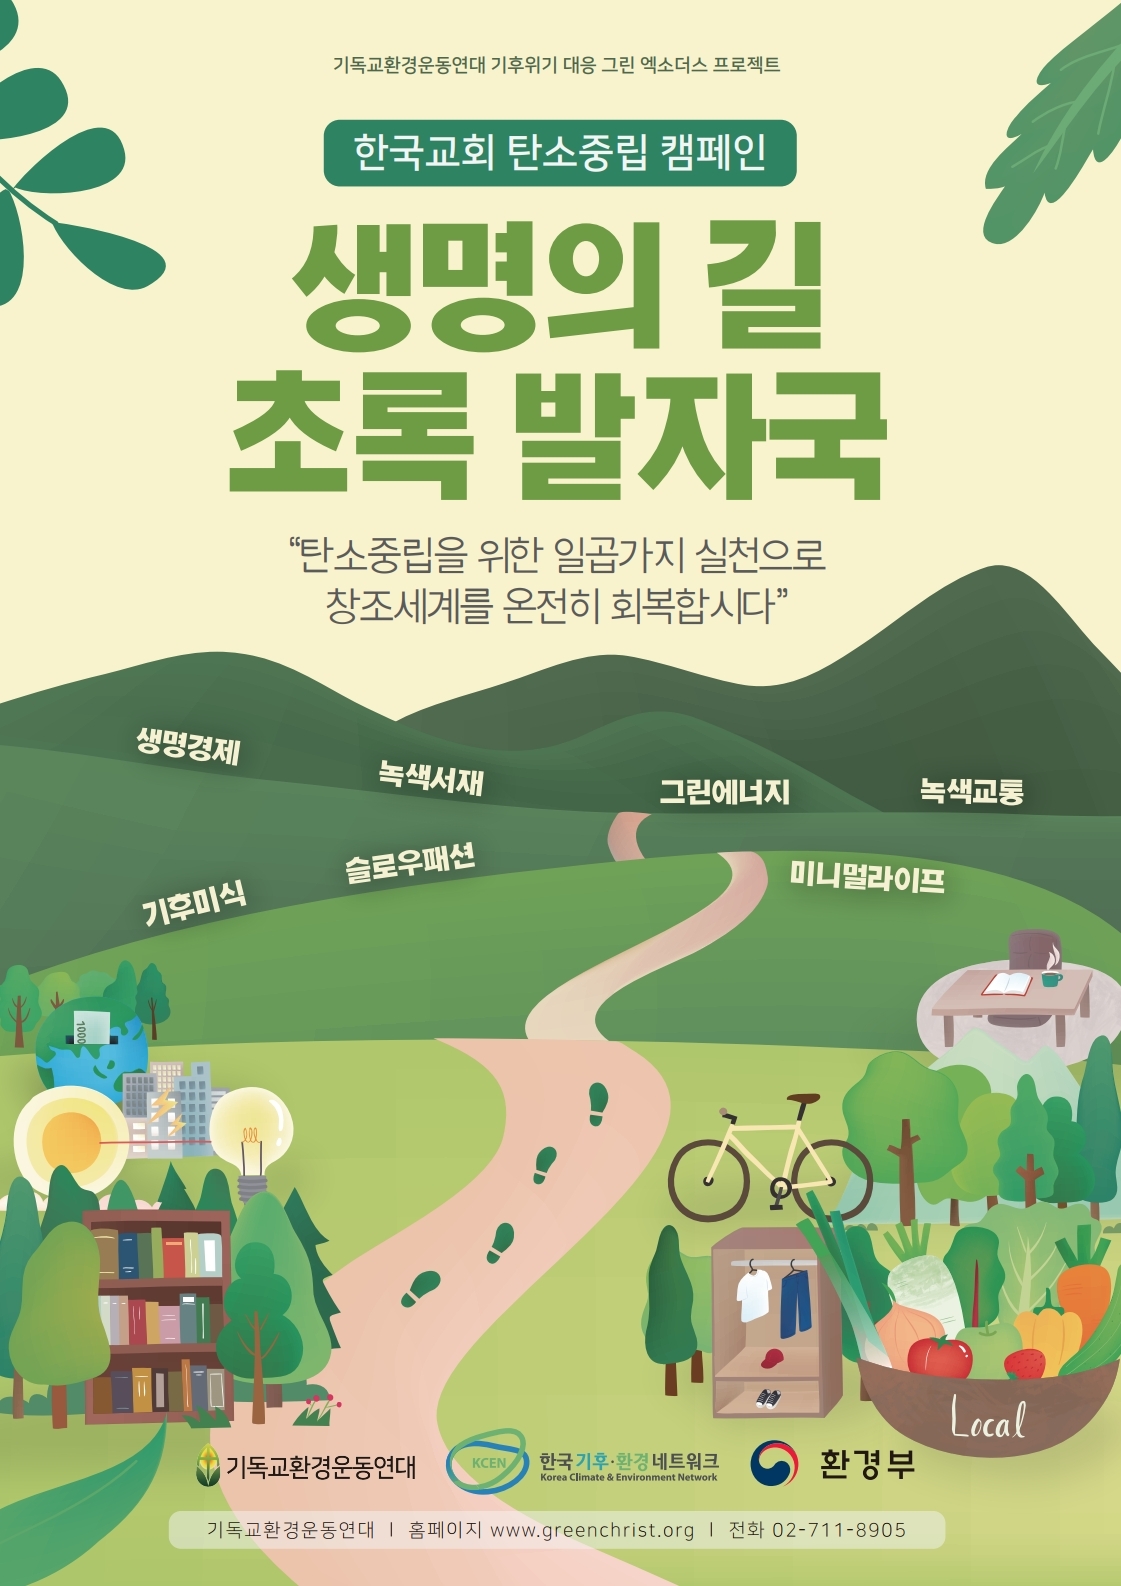 기독교환경운동연대 기후위기 대응 그린 엑소더스 프로젝트
한국교회 탄소중립 캠페인
생명의 길
초록 발자국
“탄소중립을 위한 일곱가지 실천으로
창조세계를 온전히 회복합시다”
생명경제
녹색서재
그린에너지
녹색교통
슬로우패션
미니멀라이프
기후미식
1000
Local
기독교환경운동연대
KCEN
한국기후·환경네트워크
Korea Climate & Environment Network
환경부
기독교환경운동연대 | 홈페이지 www.greenchrist.org | 전화 02-711-8905